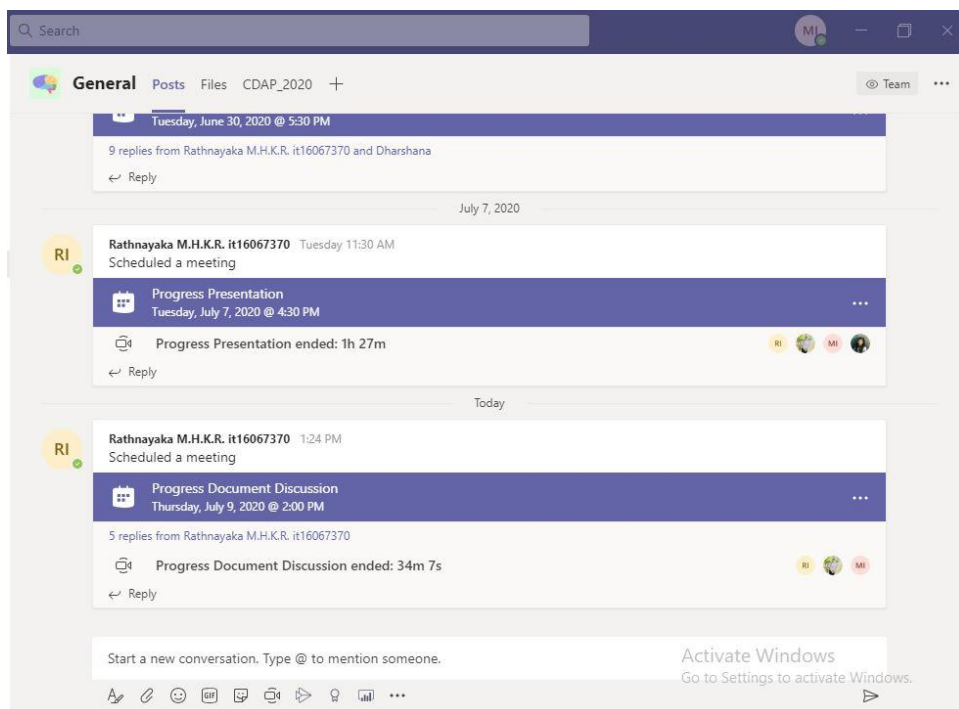 Search
MI
General Posts Files CDAP_2020
Team
Tuesday, June 30, 2020 @ 5:30 PM
9 replies from Rathnayaka M.H.K.R. it16067370 and Dharshana
Reply
July 7, 2020
RI
Rathnayaka M.H.K.R. it16067370 Tuesday 11:30 AM
Scheduled a meeting
Progress Presentation
Tuesday, July 7, 2020 @ 4:30 PM
Progress Presentation ended: 1h 27m
RI MI
Reply
Today
RI
Rathnayaka M.H.K.R. it16067370 1:24 PM
Scheduled a meeting
Progress Document Discussion
Thursday, July 9, 2020 @ 2:00 PM
5 replies from Rathnayaka M.H.K.R. it16067370
Progress Document Discussion ended: 34m 7s
RI MI
Reply
Start a new conversation. Type @ to mention someone.
Activate Windows
Go to Settings to activate Windows.
GIF